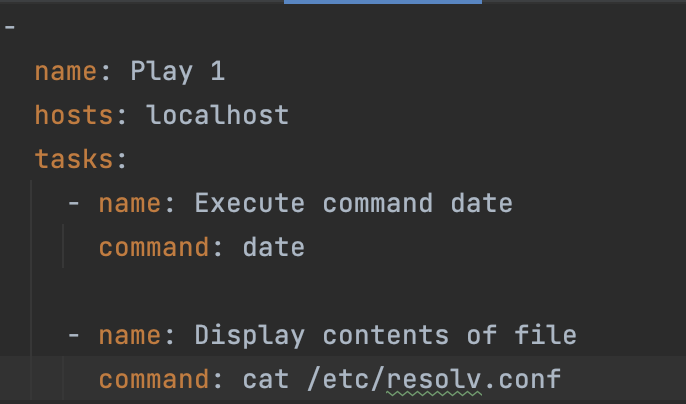 -
name: Play 1
hosts: localhost
tasks:
- name: Execute command date
command: date
- name: Display contents of file
command: cat /etc/resolv.conf